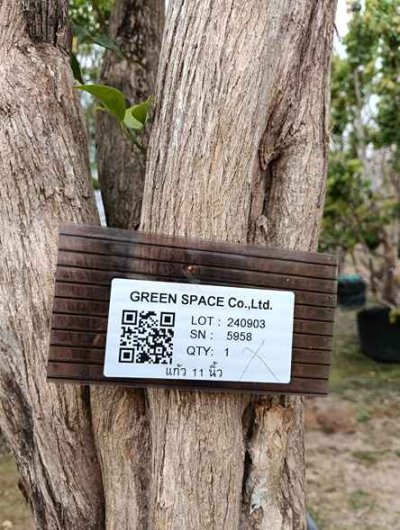 GREEN SPACE Co.,Ltd.
LOT : 240903
SN : 5958
QTY: 1
แก้ว 11 นิ้ว